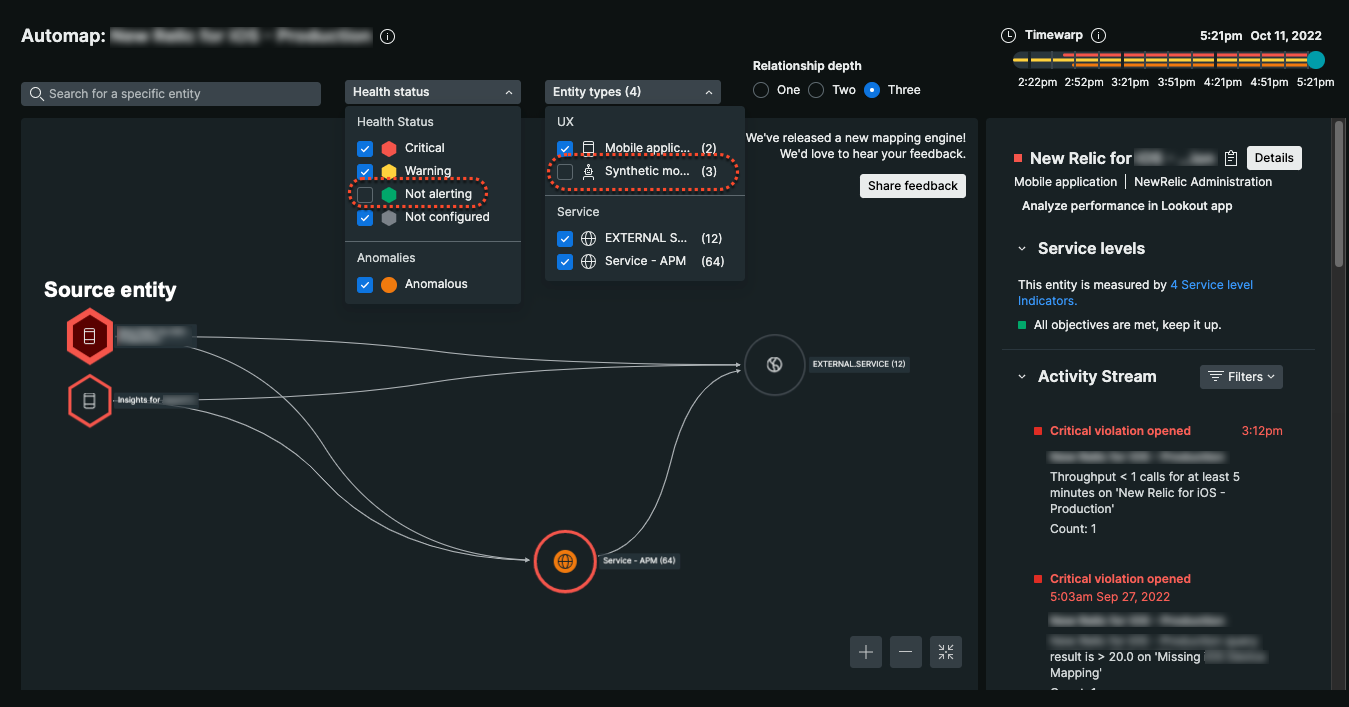 Automap:
Timewarp
5:21pm Oct 11, 2022
2:22pm 2:52pm 3:21pm 3:51pm 4:21pm 4:51pm 5:21pm
Search for a specific entity
Health status
Health Status
Critical
Warning
Not alerting
Not configured
Anomalies
Anomalous
Entity types (4)
UX
Mobile applic... (2)
Synthetic mo... (3)
Service
EXTERNAL S... (12)
Service - APM (64)
Relationship depth
One Two Three
We've released a new mapping engine!
We'd love to hear your feedback.
Share feedback
Source entity
Insights for
EXTERNAL.SERVICE (12)
Service - APM (64)
New Relic for
Details
Mobile application NewRelic Administration
Analyze performance in Lookout app
Service levels
This entity is measured by 4 Service level
Indicators.
All objectives are met, keep it up.
Activity Stream
Filters
Critical violation opened 3:12pm
Throughput < 1 calls for at least 5
minutes on 'New Relic for iOS -
Production'
Count: 1
Critical violation opened
5:03am Sep 27, 2022
result is > 20.0 on 'Missing
Mapping'